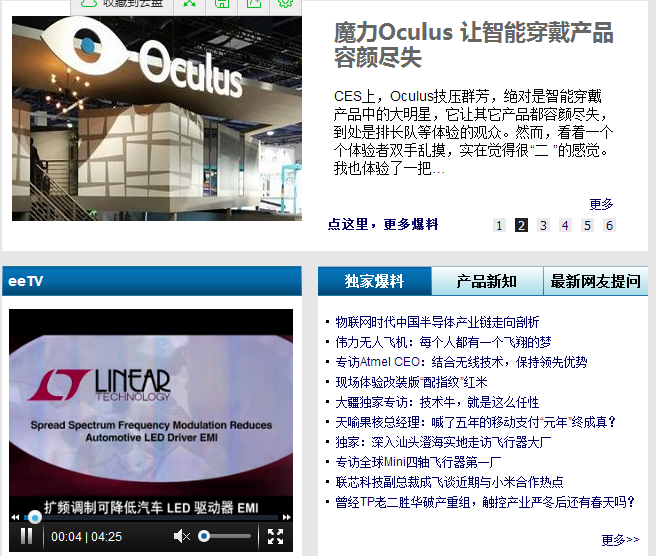 收藏到云盘
Oculus
魔力Oculus 让智能穿戴产品
容颜尽失
CES上，Oculus技压群芳，绝对是智能穿戴
产品中的大明星，它让其它产品都容颜尽失，
到处是排长队等体验的观众。然而，看着一个
个体验者双手乱摸，实在觉得很“二 ”的感觉。
我也体验了一把…
更多
点这里，更多爆料
1 2 3 4 5 6
eeTV
独家爆料 产品新知 最新网友提问
LINEAR
TECHNOLOGY
Spread Spectrum Frequency Modulation Reduces
Automotive LED Driver EMI
扩频调制可降低汽车 LED 驱动器 EMI
00:04 | 04:25
物联网时代中国半导体产业链走向剖析
伟力无人飞机：每个人都有一个飞翔的梦
专访Atmel CEO：结合无线技术，保持领先优势
现场体验改装版“配指纹”红米
大疆独家专访：技术牛，就是这么任性
天喻果核总经理：喊了五年的移动支付“元年”终成真？
独家：深入汕头澄海实地走访飞行器大厂
专访全球Mini四轴飞行器第一厂
联芯科技副总裁成飞谈近期与小米合作热点
曾经TP老二胜华破产重组，触控产业严冬后还有春天吗？
更多>>